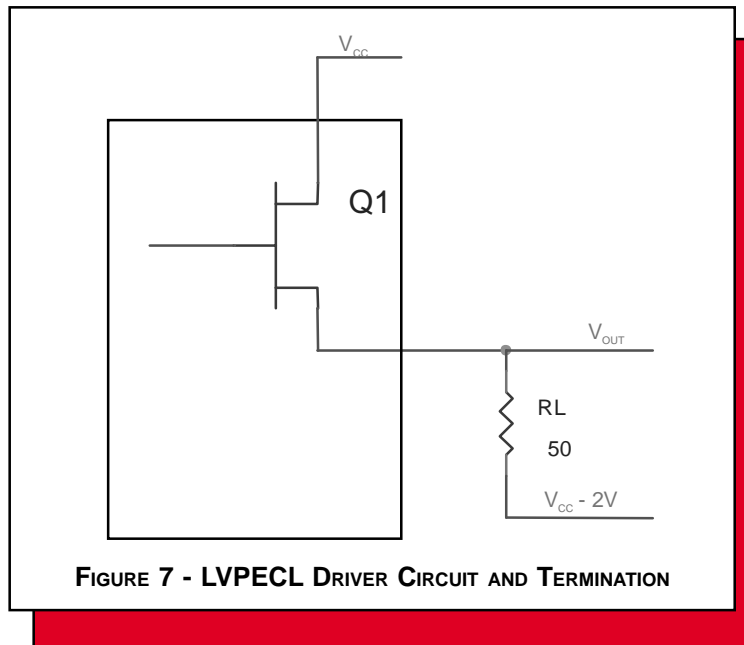 VCC
Q1
VOUT
RL
50
VCC - 2V
FIGURE 7 - LVPECL DRIVER CIRCUIT AND TERMINATION